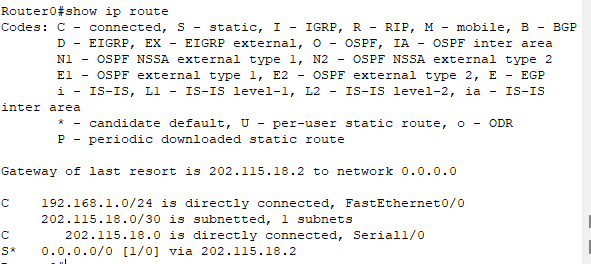 Router0#show ip route
Codes: C - connected, S - static, I - IGRP, R - RIP, M - mobile, B - BGP
       D - EIGRP, EX - EIGRP external, O - OSPF, IA - OSPF inter area
       N1 - OSPF NSSA external type 1, N2 - OSPF NSSA external type 2
       E1 - OSPF external type 1, E2 - OSPF external type 2, E - EGP
       i - IS-IS, L1 - IS-IS level-1, L2 - IS-IS level-2, ia - IS-IS
inter area
       * - candidate default, U - per-user static route, o - ODR
       P - periodic downloaded static route

Gateway of last resort is 202.115.18.2 to network 0.0.0.0

C    192.168.1.0/24 is directly connected, FastEthernet0/0
     202.115.18.0/30 is subnetted, 1 subnets
C       202.115.18.0 is directly connected, Serial1/0
S*   0.0.0.0/0 [1/0] via 202.115.18.2